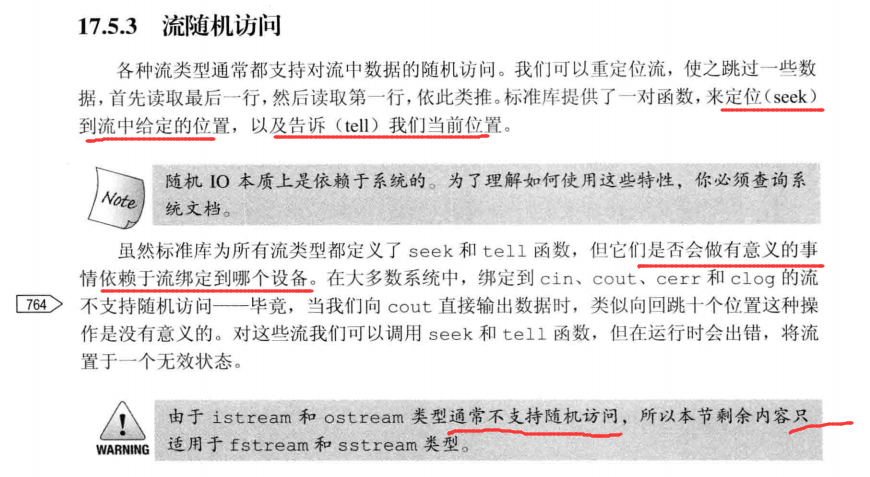 17.5.3 流随机访问
各种流类型通常都支持对流中数据的随机访问。我们可以重定位流，使之跳过一些数
据，首先读取最后一行，然后读取第一行，依此类推。标准库提供了一对函数，来定位（seek）
到流中给定的位置，以及告诉（tell）我们当前位置。
Note
随机 IO 本质上是依赖于系统的。为了理解如何使用这些特性，你必须查询系
统文档。
虽然标准库为所有流类型都定义了 seek 和 tell 函数，但它们是否会做有意义的事
情依赖于流绑定到哪个设备。在大多数系统中，绑定到 cin、cout、cerr 和 clog 的流
764
不支持随机访问——毕竟，当我们向 cout 直接输出数据时，类似向回跳十个位置这种操
作是没有意义的。对这些流我们可以调用 seek 和 tell 函数，但在运行时会出错，将流
置于一个无效状态。
WARNING
由于 istream 和 ostream 类型通常不支持随机访问，所以本节剩余内容只
适用于 fstream 和 sstream 类型。